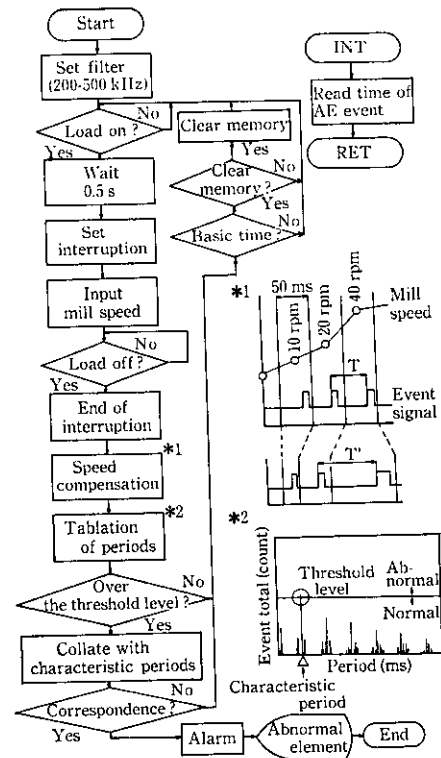 Start
Set filter
(200-500 kHz)
No
Load on ?
Yes
Wait
0.5 s
Set
interruption
Input
mill speed
No
Load off ?
Yes
End of
interruption
*1
Speed
compensation
*2
Tablation
of periods
Over
the threshold level ?
No
Yes
Collate with
characteristic periods
No
Correspondence ?
Yes
Alarm
Abnormal
element
End
Clear memory
Yes
No
Clear
memory ?
Yes
No
Basic time ?
INT
Read time of
AE event
RET
*1
50 ms
10 rpm
20 rpm
40 rpm
Mill
speed
T
Event
signal
T'
*2
Event total (count)
Threshold
level
Ab-
normal
Normal
Period (ms)
Characteristic
period